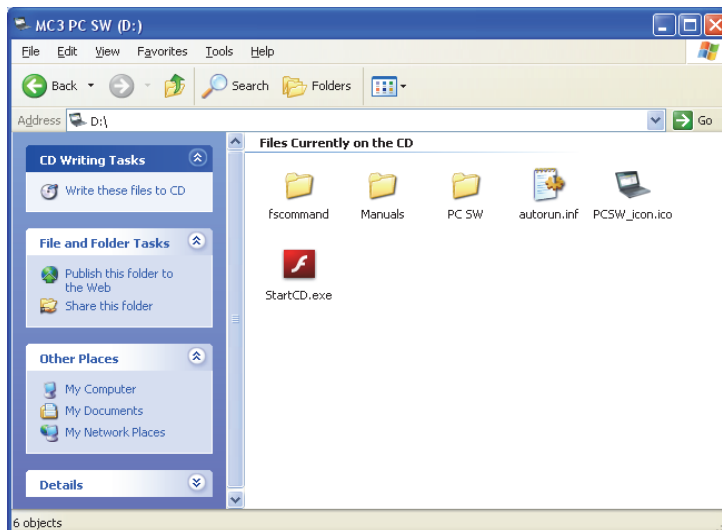 MC3 PC SW (D:)
File Edit View Favorites Tools Help
Back Search Folders
Address D:\ Go
Files Currently on the CD
CD Writing Tasks
Write these files to CD
File and Folder Tasks
Publish this folder to
the Web
Share this folder
Other Places
My Computer
My Documents
My Network Places
Details
fscommand Manuals PC SW autorun.inf PCSW_icon.ico
StartCD.exe
6 objects